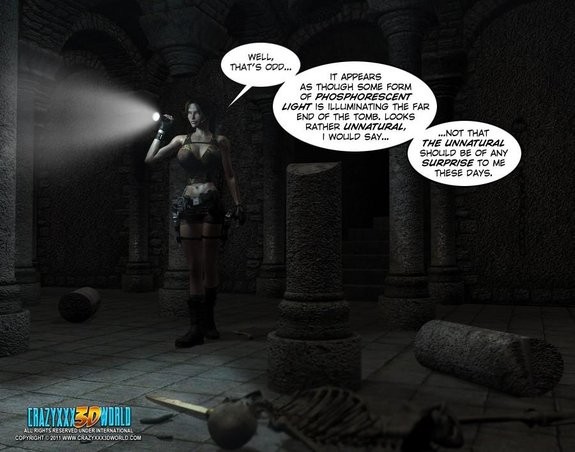 WELL,
THAT'S ODD...
IT APPEARS
AS THOUGH SOME FORM
OF PHOSPHORESCENT
LIGHT IS ILLUMINATING THE FAR
END OF THE TOMB. LOOKS
RATHER UNNATURAL,
I WOULD SAY...
...NOT THAT
THE UNNATURAL
SHOULD BE OF ANY
SURPRISE TO ME
THESE DAYS.
CRAZYXXX3DWORLD
ALL RIGHTS RESERVED UNDER INTERNATIONAL
COPYRIGHT © 2011 WWW.CRAZYXXX3DWORLD.COM